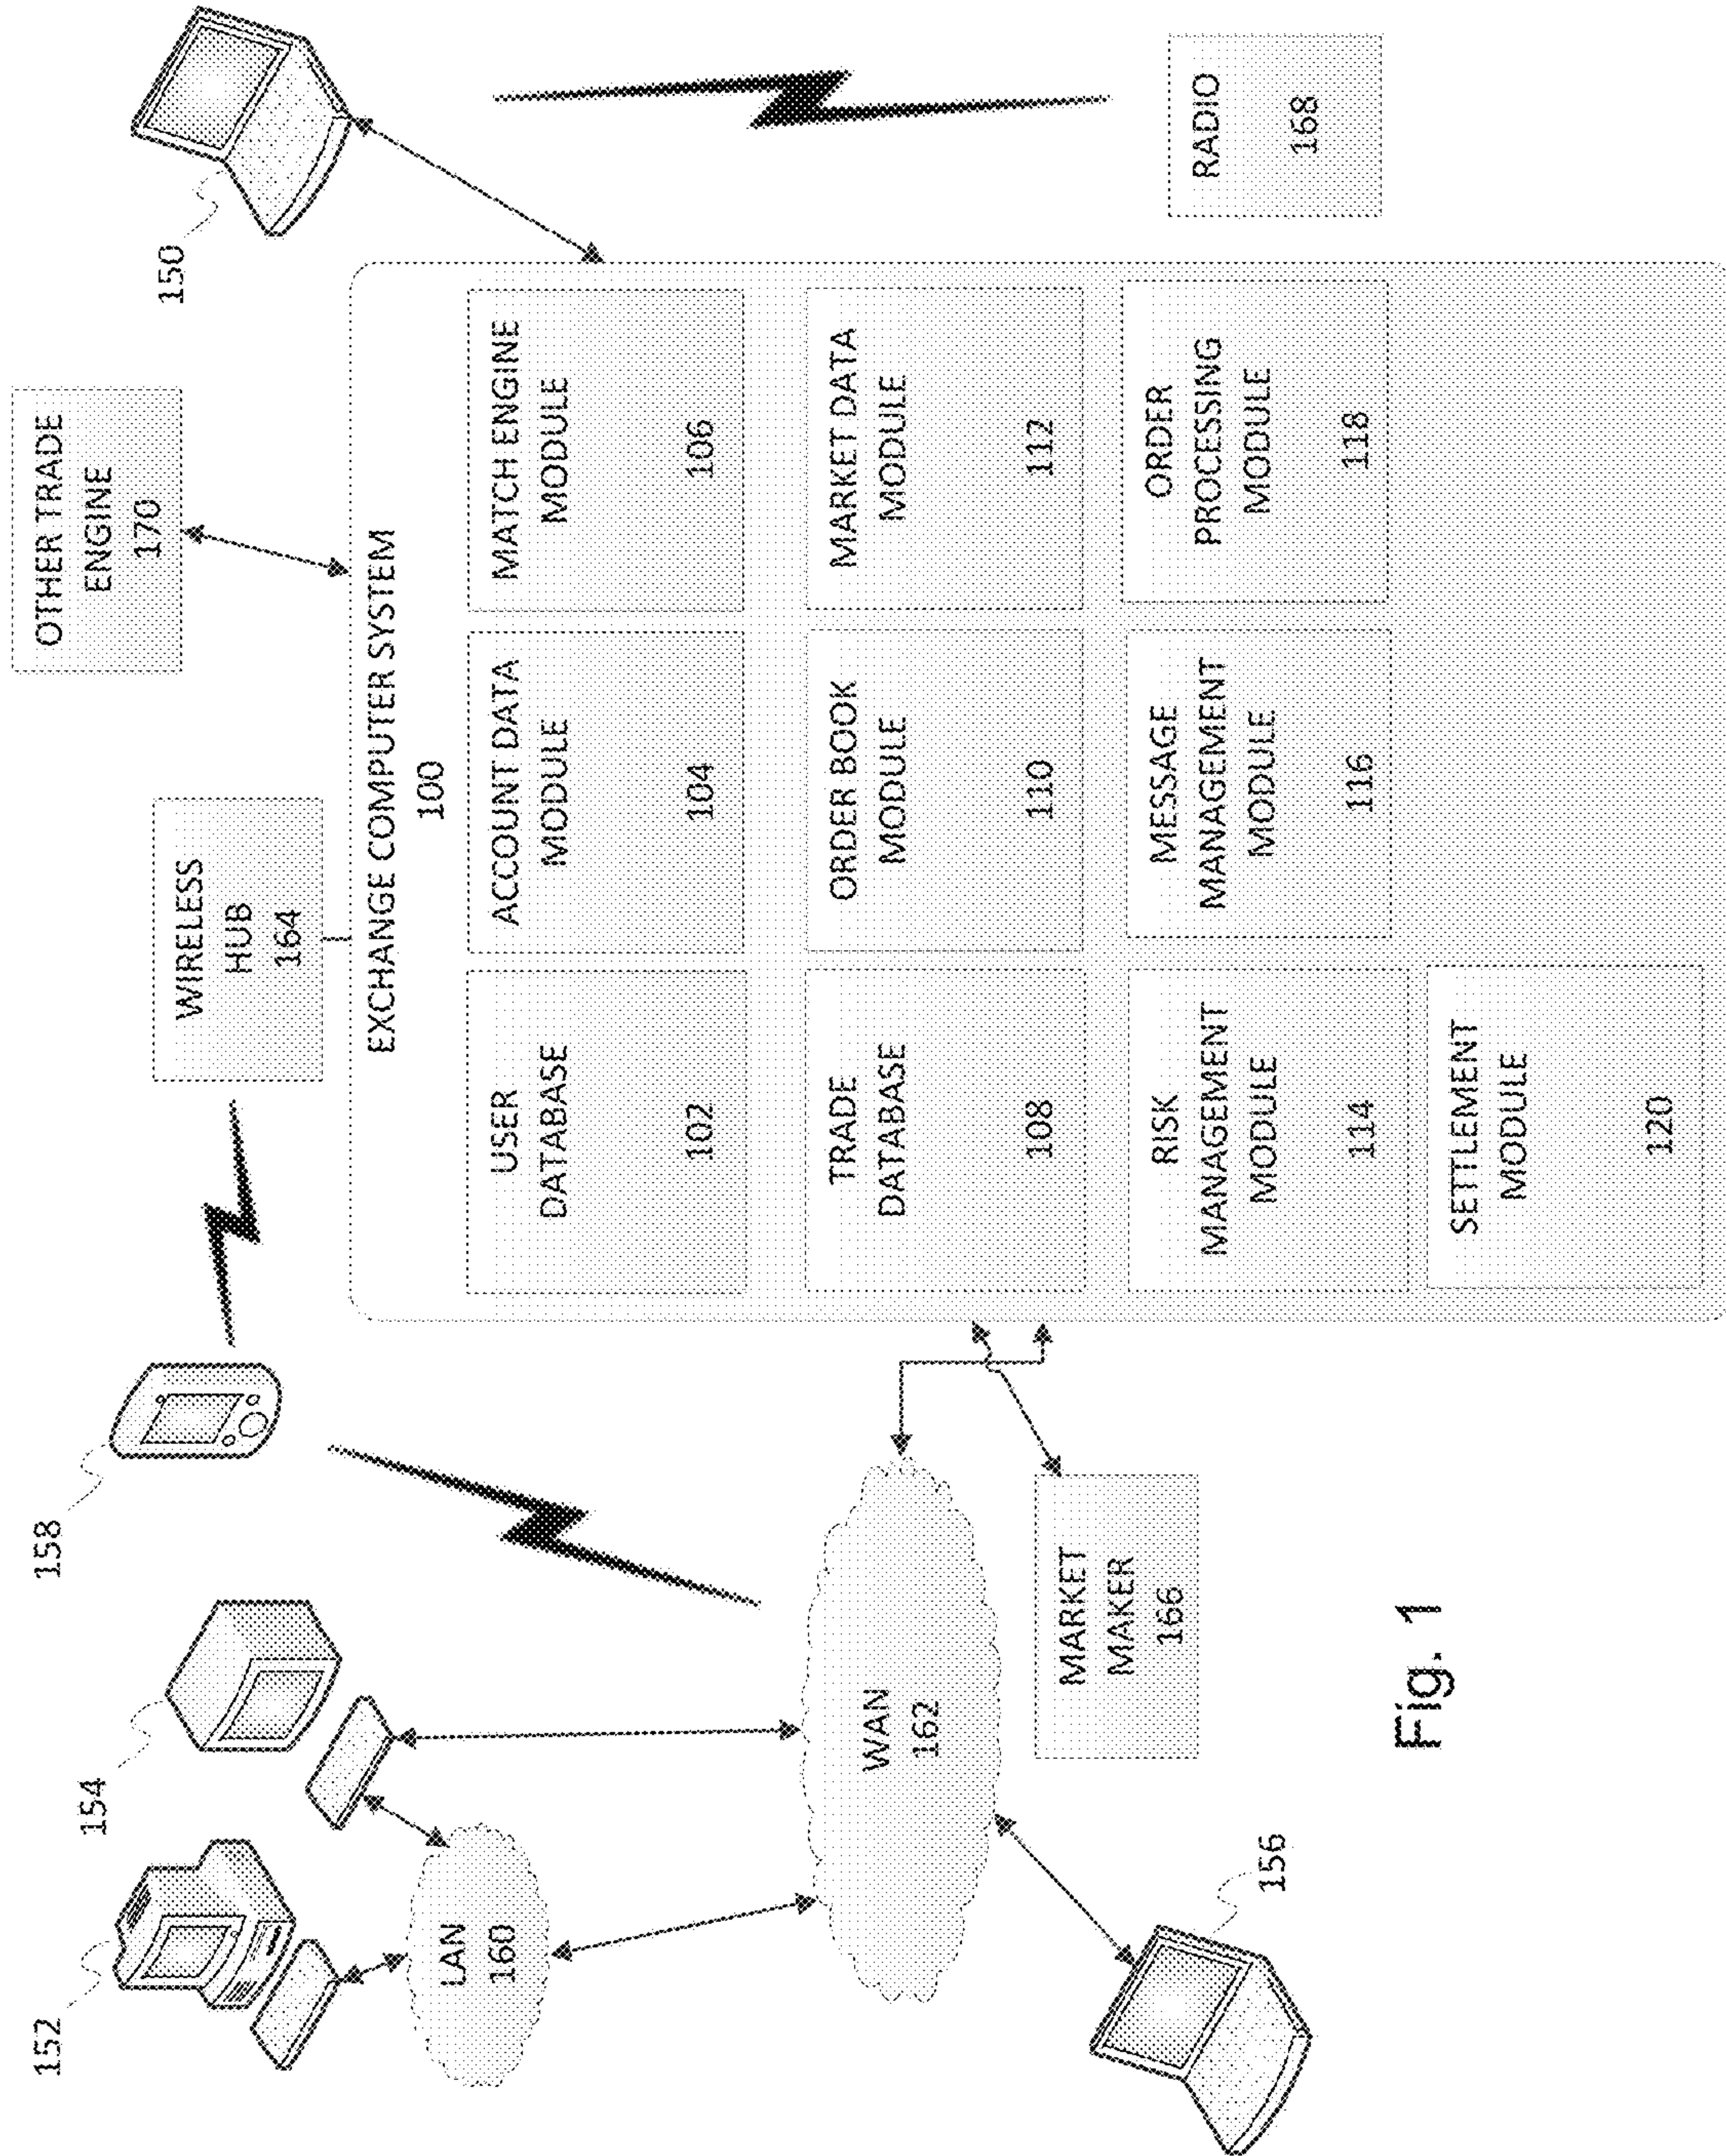 152
154
158
150
OTHER TRADE
ENGINE
170
WIRELESS
HUB
164
EXCHANGE COMPUTER SYSTEM
100
USER
DATABASE
102
ACCOUNT DATA
MODULE
104
MATCH ENGINE
MODULE
106
TRADE
DATABASE
108
ORDER BOOK
MODULE
110
MARKET DATA
MODULE
112
RISK
MANAGEMENT
MODULE
114
MESSAGE
MANAGEMENT
MODULE
116
ORDER
PROCESSING
MODULE
118
SETTLEMENT
MODULE
120
LAN
160
WAN
162
MARKET
MAKER
166
156
RADIO
168
Fig. 1